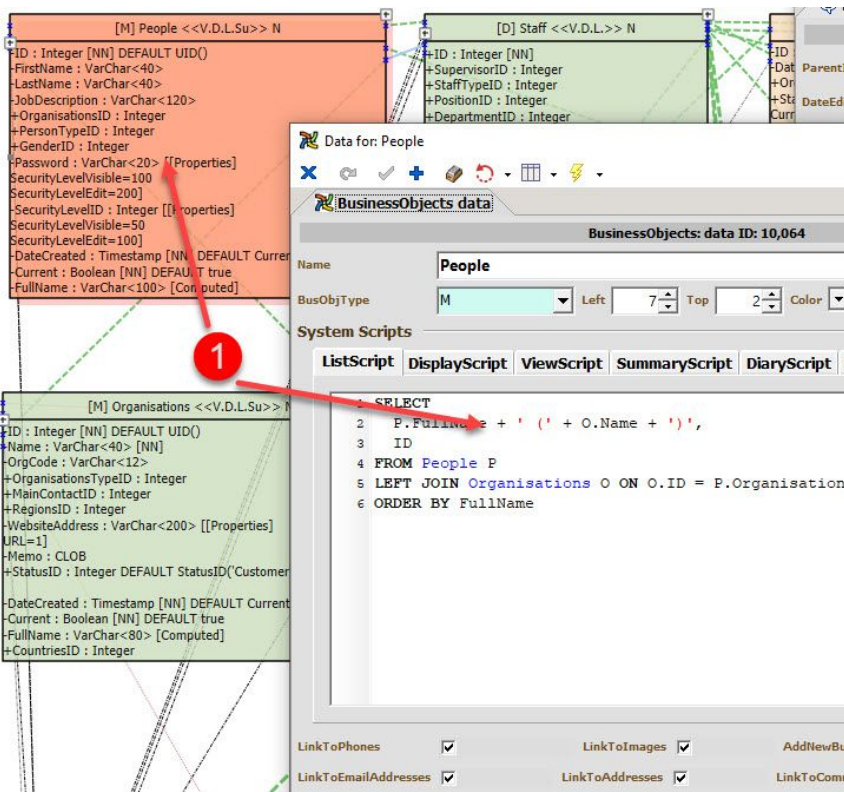 [M] People <<V.D.L.Su>> N
-ID : Integer [NN] DEFAULT UID()
-FirstName : VarChar<40>
-LastName : VarChar<40>
-JobDescription : VarChar<120>
+OrganisationsID : Integer
+PersonTypeID : Integer
+GenderID : Integer
-Password : VarChar<20> [[Properties]
SecurityLevelVisible=100
SecurityLevelEdit=200]
-SecurityLevelID : Integer [[Properties]
SecurityLevelVisible=50
SecurityLevelEdit=100]
-DateCreated : Timestamp [NN] DEFAULT Curren
-Current : Boolean [NN] DEFAULT true
-FullName : VarChar<100> [Computed]
[D] Staff <<V.D.L.>> N
+ID : Integer [NN]
+SupervisorID : Integer
+StaffTypeID : Integer
+PositionID : Integer
+DepartmentID : Integer
-ID
-Dat
+Or
+Sta
Curr
Parent
DateEd
1
[M] Organisations <<V.D.L.Su>> N
-ID : Integer [NN] DEFAULT UID()
-Name : VarChar<40> [NN]
-OrgCode : VarChar<12>
+OrganisationsTypeID : Integer
+MainContactID : Integer
+RegionsID : Integer
-WebsiteAddress : VarChar<200> [[Properties]
URL=1]
-Memo : CLOB
+StatusID : Integer DEFAULT StatusID('Customer
-DateCreated : Timestamp [NN] DEFAULT Current
-Current : Boolean [NN] DEFAULT true
-FullName : VarChar<80> [Computed]
+CountriesID : Integer
Data for: People
BusinessObjects data
BusinessObjects: data ID: 10,064
Name People
BusObjType M Left 7 Top 2 Color
System Scripts
ListScript DisplayScript ViewScript SummaryScript DiaryScript
1 SELECT
2 P.FullName + ' (' + O.Name + ')',
3 ID
4 FROM People P
5 LEFT JOIN Organisations O ON O.ID = P.Organisation
6 ORDER BY FullName
LinkToPhones LinkToImages AddNewBu
LinkToEmailAddresses LinkToAddresses LinkToCom